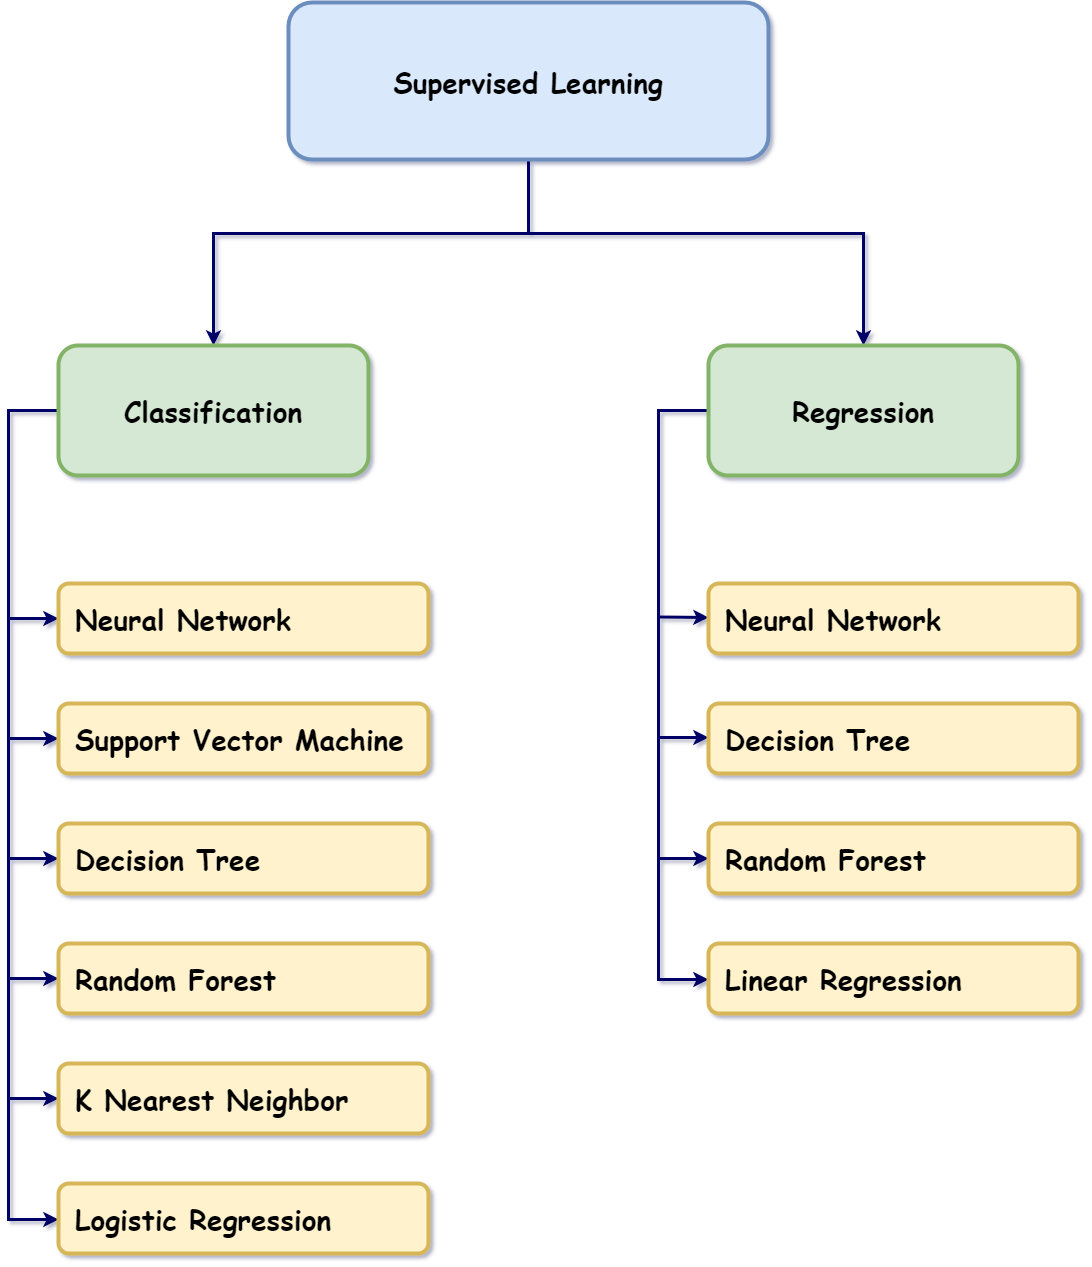 Supervised Learning
Classification
Regression
Neural Network
Support Vector Machine
Decision Tree
Random Forest
K Nearest Neighbor
Logistic Regression
Neural Network
Decision Tree
Random Forest
Linear Regression